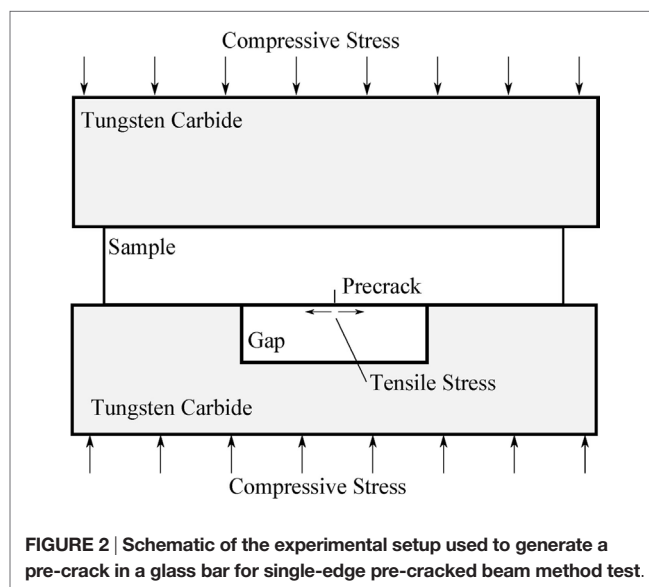 Compressive Stress
Tungsten Carbide
Sample
Precrack
Gap
Tensile Stress
Tungsten Carbide
Compressive Stress
FIGURE 2 | Schematic of the experimental setup used to generate a
pre-crack in a glass bar for single-edge pre-cracked beam method test.